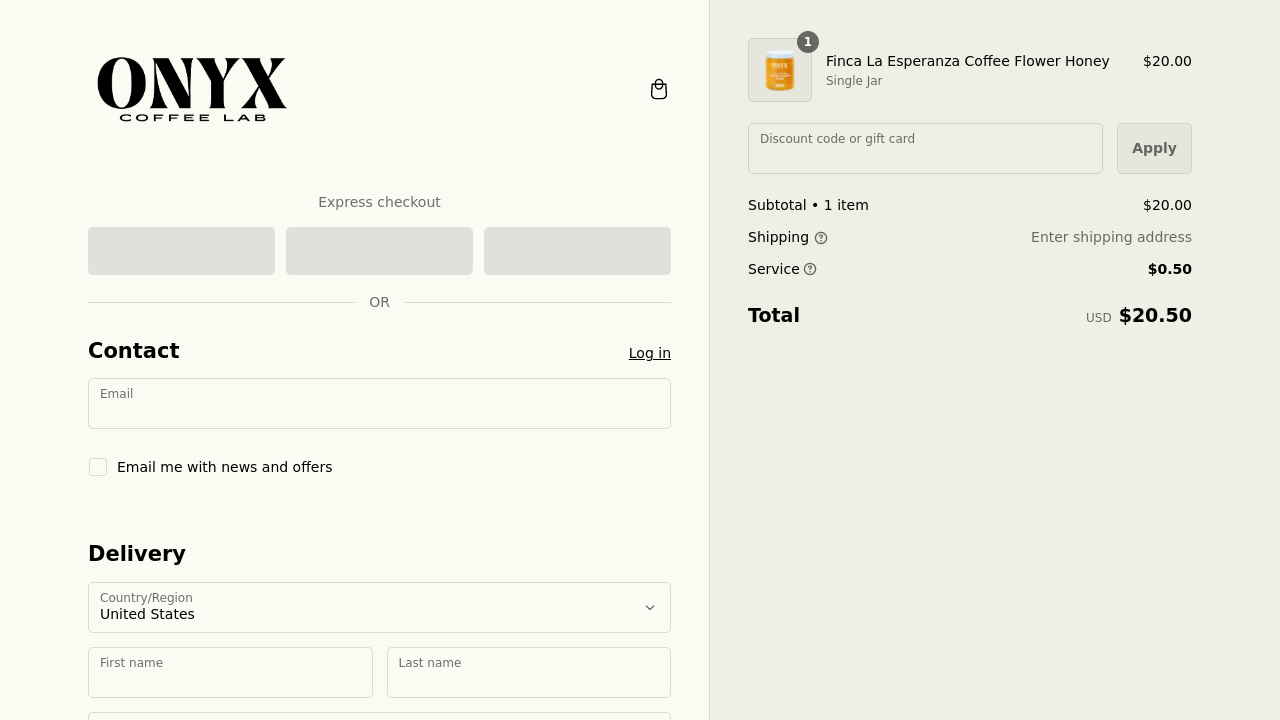 ONYX
COFFEE LAB
Express checkout
OR
Contact
Log in
Email
Email me with news and offers
Delivery
Country/Region
United States
First name
Last name
1
ONYX
Finca La Esperanza Coffee Flower Honey
$20.00
Single Jar
Discount code or gift card
Apply
Subtotal • 1 item
$20.00
Shipping
Enter shipping address
Service
$0.50
Total
USD $20.50